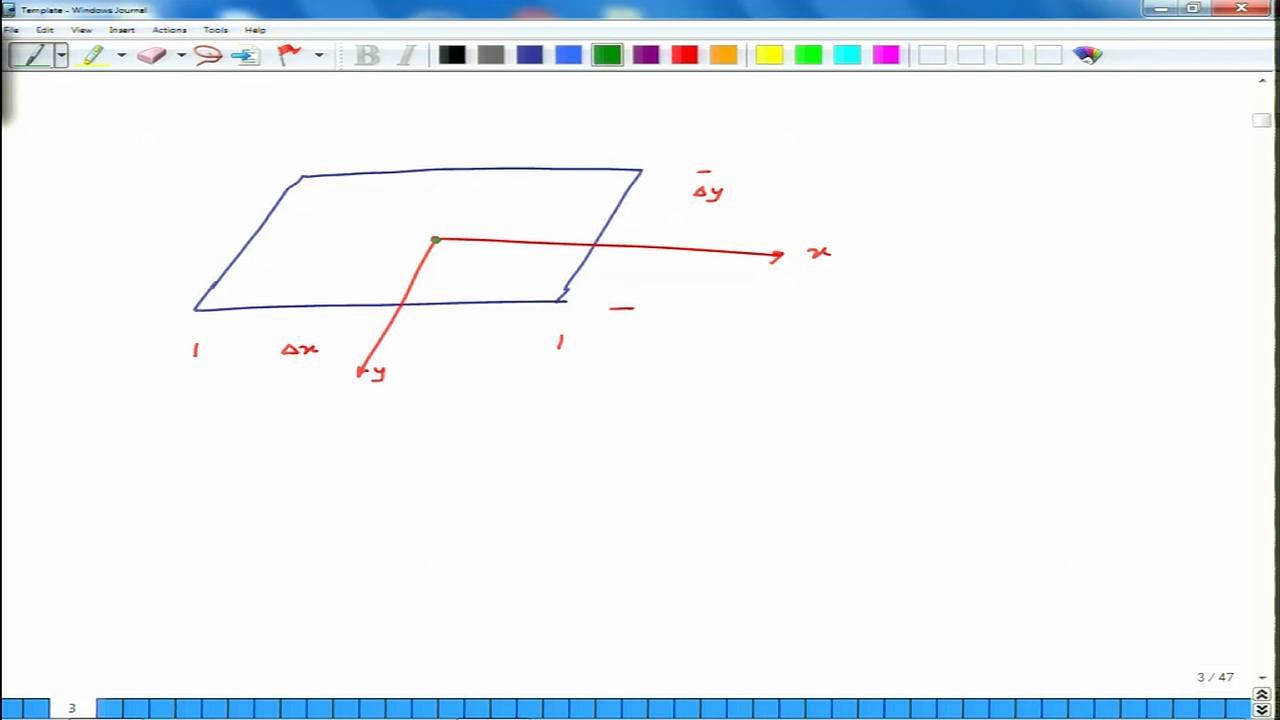 Template - Windows Journal
File Edit View Insert Actions Tools Help
B I
Δy
x
Δx
y
3 / 47
3